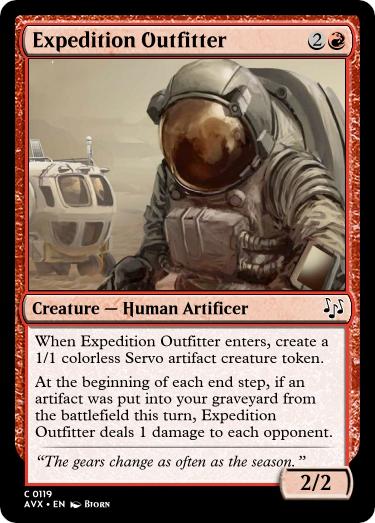 Expedition Outfitter 2
Creature — Human Artificer
When Expedition Outfitter enters, create a
1/1 colorless Servo artifact creature token.
At the beginning of each end step, if an
artifact was put into your graveyard from
the battlefield this turn, Expedition
Outfitter deals 1 damage to each opponent.
"The gears change as often as the season."
2/2
C 0119
AVX • EN Bjorn